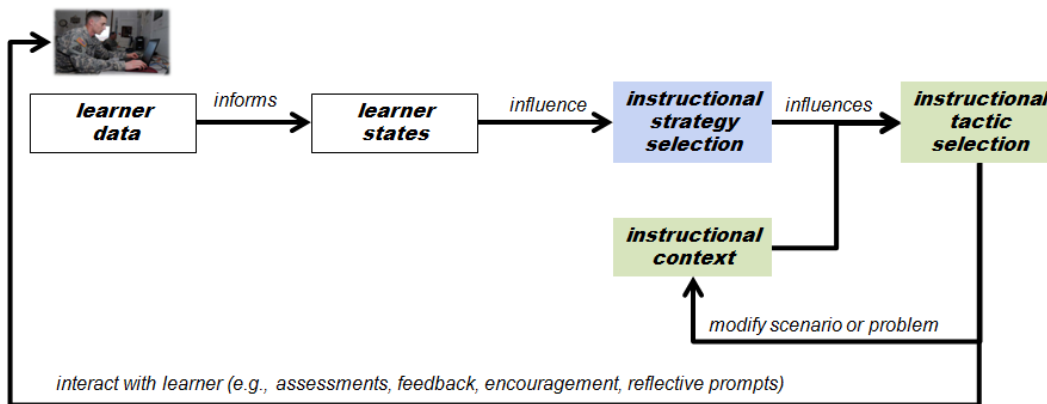 learner
data
informs
learner
states
influence
instructional
strategy
selection
influences
instructional
tactic
selection
instructional
context
modify scenario or problem
interact with learner (e.g., assessments, feedback, encouragement, reflective prompts)